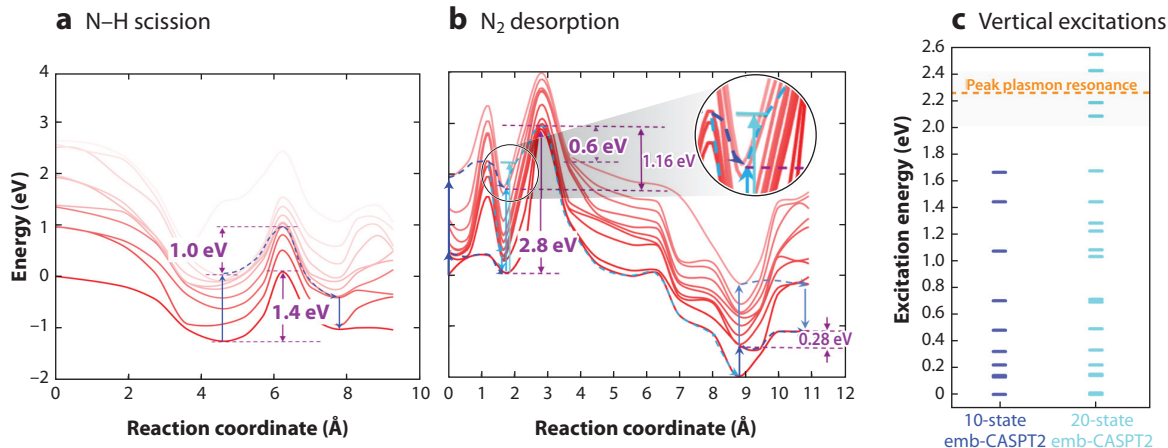 a N–H scission
4
3
2
1
0
−1
−2
0
2
4
6
8
10
Energy (eV)
Reaction coordinate (Å)
1.0 eV
1.4 eV
b N2 desorption
0
1
2
3
4
5
6
7
8
9
10
11
12
Reaction coordinate (Å)
0.6 eV
1.16 eV
2.8 eV
0.28 eV
c Vertical excitations
2.6
2.4
2.2
2.0
1.8
1.6
1.4
1.2
1.0
0.8
0.6
0.4
0.2
0
Excitation energy (eV)
Peak plasmon resonance
10-state
emb-CASPT2
20-state
emb-CASPT2